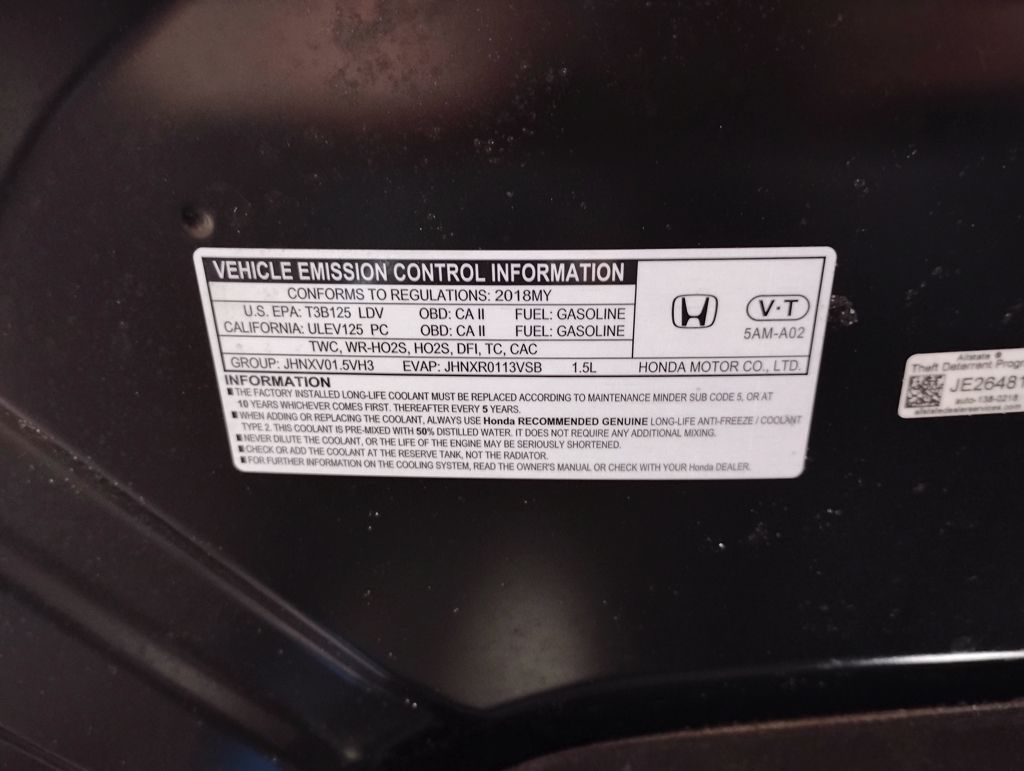 VEHICLE EMISSION CONTROL INFORMATION
CONFORMS TO REGULATIONS: 2018MY
U.S. EPA: T3B125 LDV OBD: CA II FUEL: GASOLINE
CALIFORNIA: ULEV125 PC OBD: CA II FUEL: GASOLINE
TWC, WR-HO2S, HO2S, DFI, TC, CAC
GROUP: JHNXV01.5VH3 EVAP: JHNXR0113VSB 1.5L
V·T
5AM-A02
HONDA MOTOR CO., LTD.
INFORMATION
■THE FACTORY INSTALLED LONG-LIFE COOLANT MUST BE REPLACED ACCORDING TO MAINTENANCE MINDER SUB CODE 5, OR AT
10 YEARS WHICHEVER COMES FIRST. THEREAFTER EVERY 5 YEARS.
■WHEN ADDING OR REPLACING THE COOLANT, ALWAYS USE Honda RECOMMENDED GENUINE LONG-LIFE ANTI-FREEZE / COOLANT
TYPE 2. THIS COOLANT IS PRE-MIXED WITH 50% DISTILLED WATER. IT DOES NOT REQUIRE ANY ADDITIONAL MIXING.
■NEVER DILUTE THE COOLANT, OR THE LIFE OF THE ENGINE MAY BE SERIOUSLY SHORTENED.
■CHECK OR ADD THE COOLANT AT THE RESERVE TANK, NOT THE RADIATOR.
■FOR FURTHER INFORMATION ON THE COOLING SYSTEM, READ THE OWNER'S MANUAL OR CHECK WITH YOUR Honda DEALER.
Allstate ®
Theft Deterrent Progr
JE26481
auto-138-0218
allstatedealerservices.com